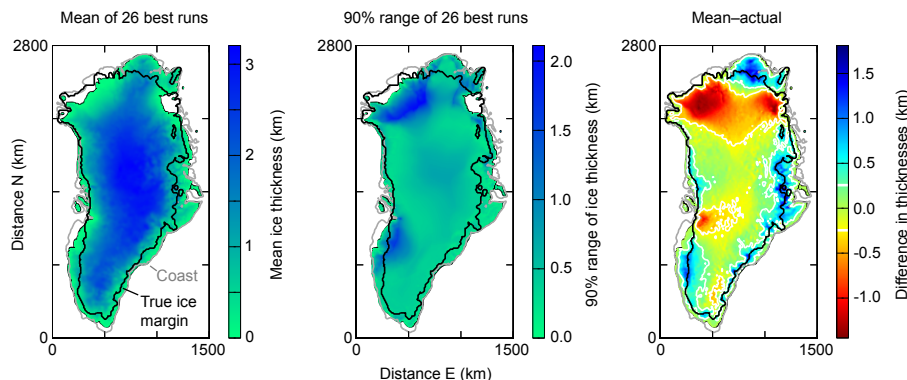 Mean of 26 best runs
90% range of 26 best runs
Mean–actual
2800
2800
2800
Distance N (km)
0
0
0
0
1500
0
1500
0
1500
Distance E (km)
Coast
True ice
margin
3
2
1
0
Mean ice thickness (km)
2.0
1.5
1.0
0.5
0.0
90% range of ice thickness (km)
1.5
1.0
0.5
0.0
-0.5
-1.0
Difference in thicknesses (km)